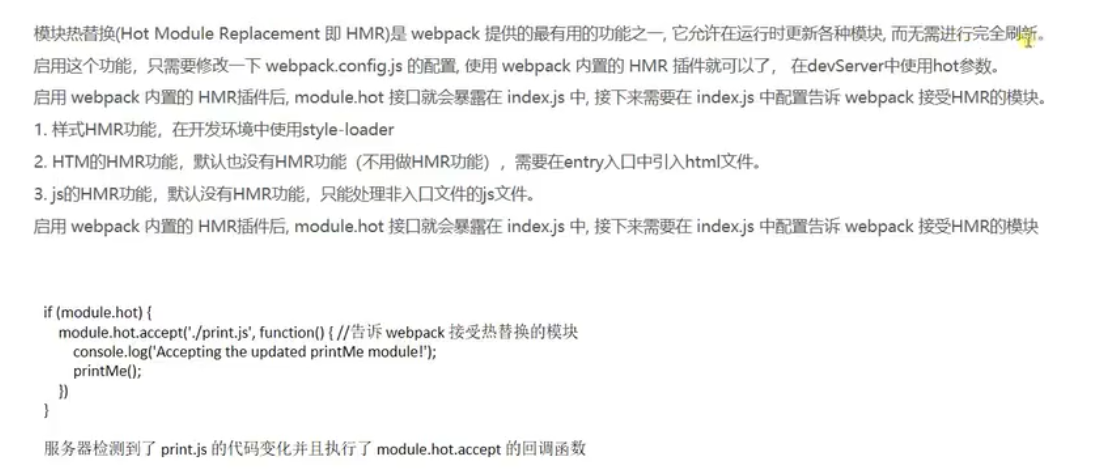 模块热替换(Hot Module Replacement 即 HMR)是 webpack 提供的最有用的功能之一, 它允许在运行时更新各种模块, 而无需进行完全刷新。
启用这个功能，只需要修改一下 webpack.config.js 的配置, 使用 webpack 内置的 HMR 插件就可以了， 在devServer中使用hot参数。
启用 webpack 内置的 HMR插件后, module.hot 接口就会暴露在 index.js 中, 接下来需要在 index.js 中配置告诉 webpack 接受HMR的模块。
1. 样式HMR功能，在开发环境中使用style-loader
2. HTM的HMR功能，默认也没有HMR功能（不用做HMR功能），需要在entry入口中引入html文件。
3. js的HMR功能，默认没有HMR功能，只能处理非入口文件的js文件。
启用 webpack 内置的 HMR插件后, module.hot 接口就会暴露在 index.js 中, 接下来需要在 index.js 中配置告诉 webpack 接受HMR的模块
if (module.hot) {
module.hot.accept('./print.js', function() { //告诉 webpack 接受热替换的模块
console.log('Accepting the updated printMe module!');
printMe();
})
}
服务器检测到了 print.js 的代码变化并且执行了 module.hot.accept 的回调函数